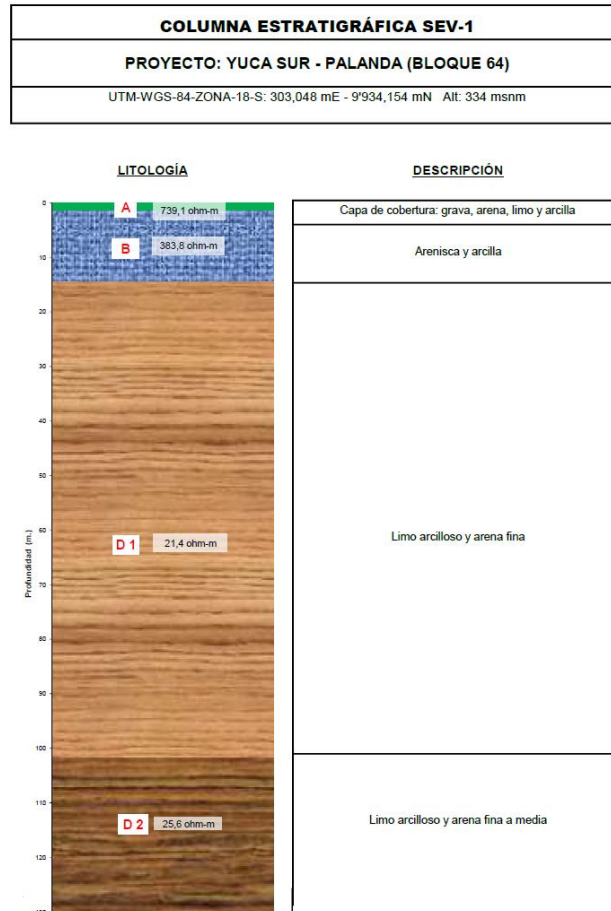 COLUMNA ESTRATIGRÁFICA SEV-1
PROYECTO: YUCA SUR - PALANDA (BLOQUE 64)
UTM-WGS-84-ZONA-18-S: 303,048 mE - 9'934,154 mN Alt: 334 msnm
LITOLOGÍA
DESCRIPCIÓN
0
A
739,1 ohm-m
Capa de cobertura: grava, arena, limo y arcilla
B
383,8 ohm-m
Arenisca y arcilla
10
20
30
40
50
Profundidad (m.)
60
D 1
21,4 ohm-m
Limo arcilloso y arena fina
70
80
90
100
110
D 2
25,6 ohm-m
Limo arcilloso y arena fina a media
120